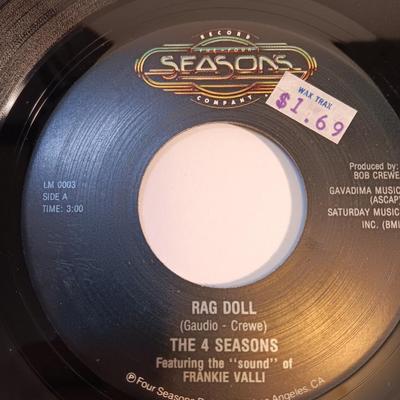 RECORD
THE FOUR
SEASONS
COMPANY
WAX TRAX
$1.69
LM 0003
SIDE A
TIME: 3:00
Produced by:
BOB CREWE
GAVADIMA MUSIC
(ASCAP)
SATURDAY MUSIC
INC. (BMI
RAG DOLL
(Gaudio - Crewe)
THE 4 SEASONS
Featuring the "sound" of
FRANKIE VALLI
℗ Four Seasons Angeles, CA